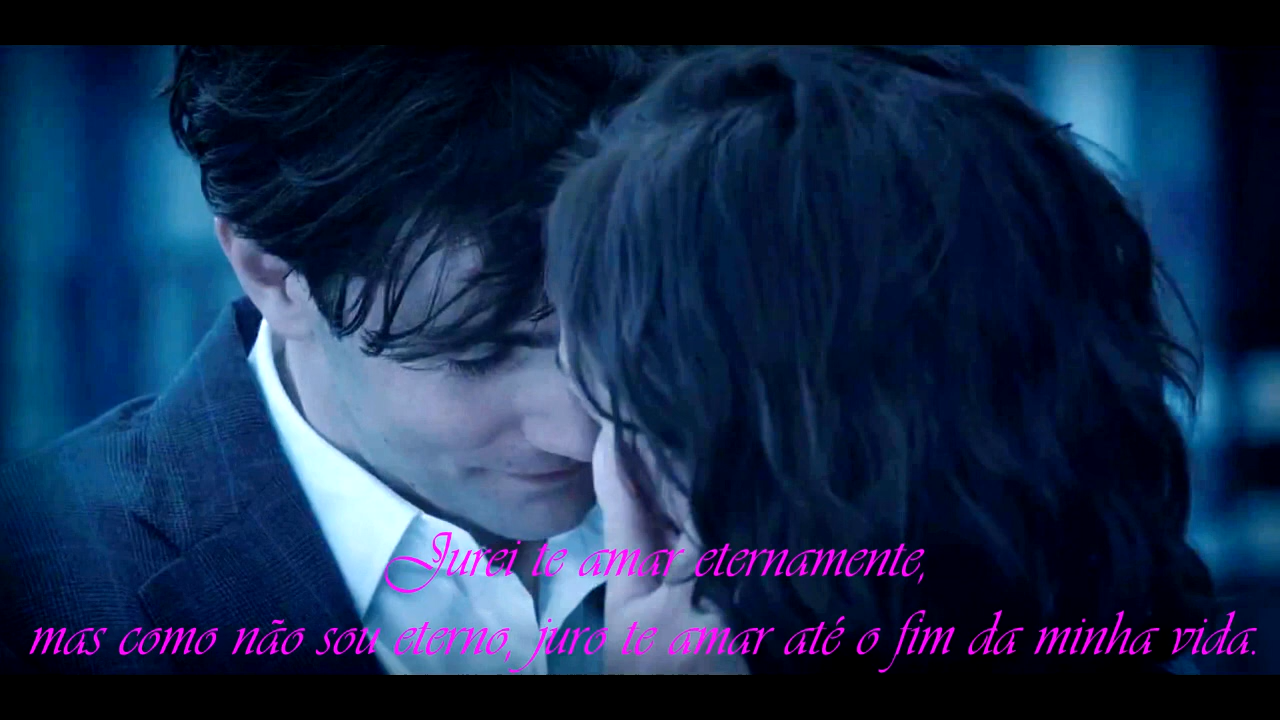 Jurei te amar eternamente,
mas como não sou eterno, juro te amar até o fim da minha vida.